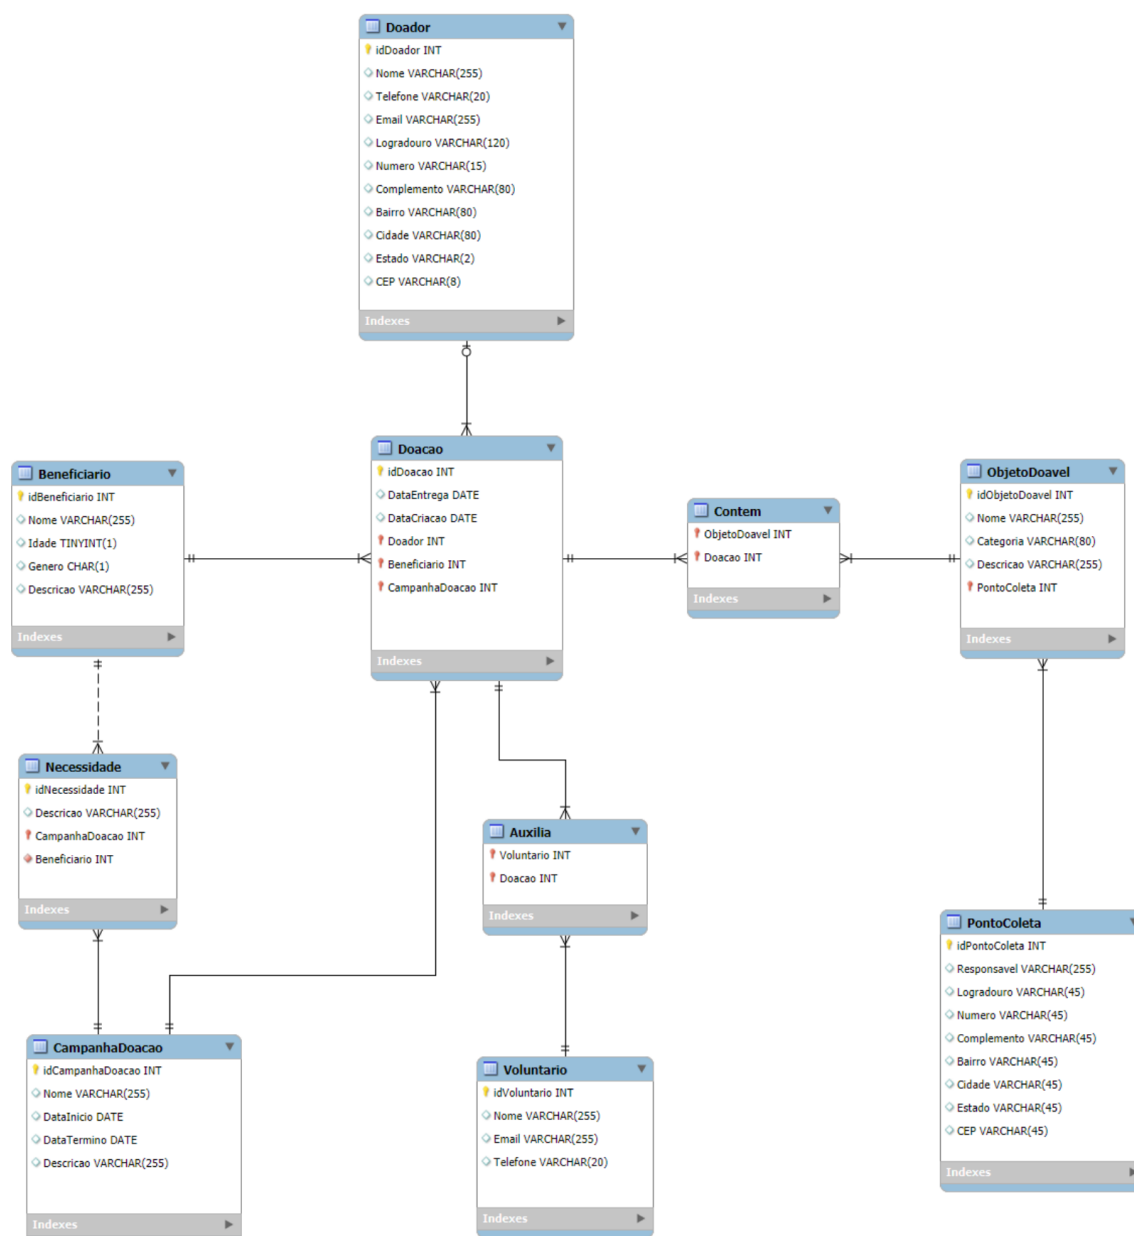 Doador
idDoador INT
Nome VARCHAR(255)
Telefone VARCHAR(20)
Email VARCHAR(255)
Logradouro VARCHAR(120)
Numero VARCHAR(15)
Complemento VARCHAR(80)
Bairro VARCHAR(80)
Cidade VARCHAR(80)
Estado VARCHAR(2)
CEP VARCHAR(8)
Indexes
Beneficiario
idBeneficiario INT
Nome VARCHAR(255)
Idade TINYINT(1)
Genero CHAR(1)
Descricao VARCHAR(255)
Indexes
Doacao
idDoacao INT
DataEntrega DATE
DataCriacao DATE
Doador INT
Beneficiario INT
CampanhaDoacao INT
Indexes
Contem
ObjetoDoavel INT
Doacao INT
Indexes
ObjetoDoavel
idObjetoDoavel INT
Nome VARCHAR(255)
Categoria VARCHAR(80)
Descricao VARCHAR(255)
PontoColeta INT
Indexes
Necessidade
idNecessidade INT
Descricao VARCHAR(255)
CampanhaDoacao INT
Beneficiario INT
Indexes
Auxilia
Voluntario INT
Doacao INT
Indexes
PontoColeta
idPontoColeta INT
Responsavel VARCHAR(255)
Logradouro VARCHAR(45)
Numero VARCHAR(45)
Complemento VARCHAR(45)
Bairro VARCHAR(45)
Cidade VARCHAR(45)
Estado VARCHAR(45)
CEP VARCHAR(45)
Indexes
CampanhaDoacao
idCampanhaDoacao INT
Nome VARCHAR(255)
DataInicio DATE
DataTermino DATE
Descricao VARCHAR(255)
Indexes
Voluntario
idVoluntario INT
Nome VARCHAR(255)
Email VARCHAR(255)
Telefone VARCHAR(20)
Indexes